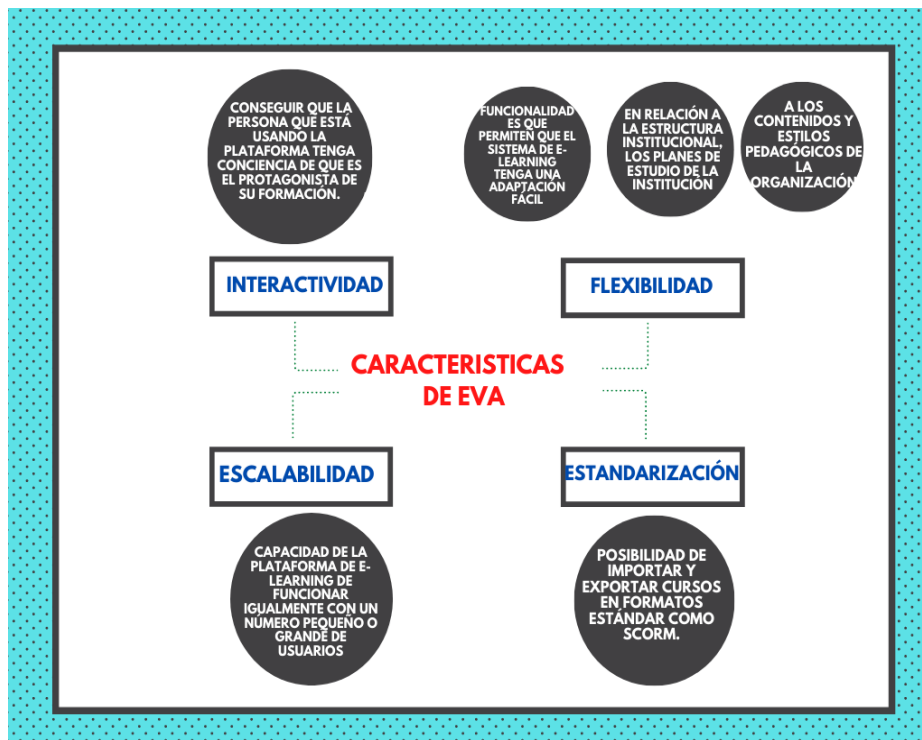 CONSEGUIR QUE LA
PERSONA QUE ESTÁ
USANDO LA
PLATAFORMA TENGA
CONCIENCIA DE QUE ES
EL PROTAGONISTA DE
SU FORMACIÓN.
FUNCIONALIDAD
ES QUE
PERMITEN QUE EL
SISTEMA DE E-
LEARNING
TENGA UNA
ADAPTACIÓN
FÁCIL
EN RELACIÓN A
LA ESTRUCTURA
INSTITUCIONAL,
LOS PLANES DE
ESTUDIO DE LA
INSTITUCIÓN
A LOS
CONTENIDOS Y
ESTILOS
PEDAGÓGICOS DE
LA
ORGANIZACIÓN
INTERACTIVIDAD
FLEXIBILIDAD
CARACTERISTICAS
DE EVA
ESCALABILIDAD
ESTANDARIZACIÓN
CAPACIDAD DE LA
PLATAFORMA DE E-
LEARNING DE
FUNCIONAR
IGUALMENTE CON UN
NÚMERO PEQUEÑO O
GRANDE DE
USUARIOS
POSIBILIDAD DE
IMPORTAR Y
EXPORTAR CURSOS
EN FORMATOS
ESTÁNDAR COMO
SCORM.